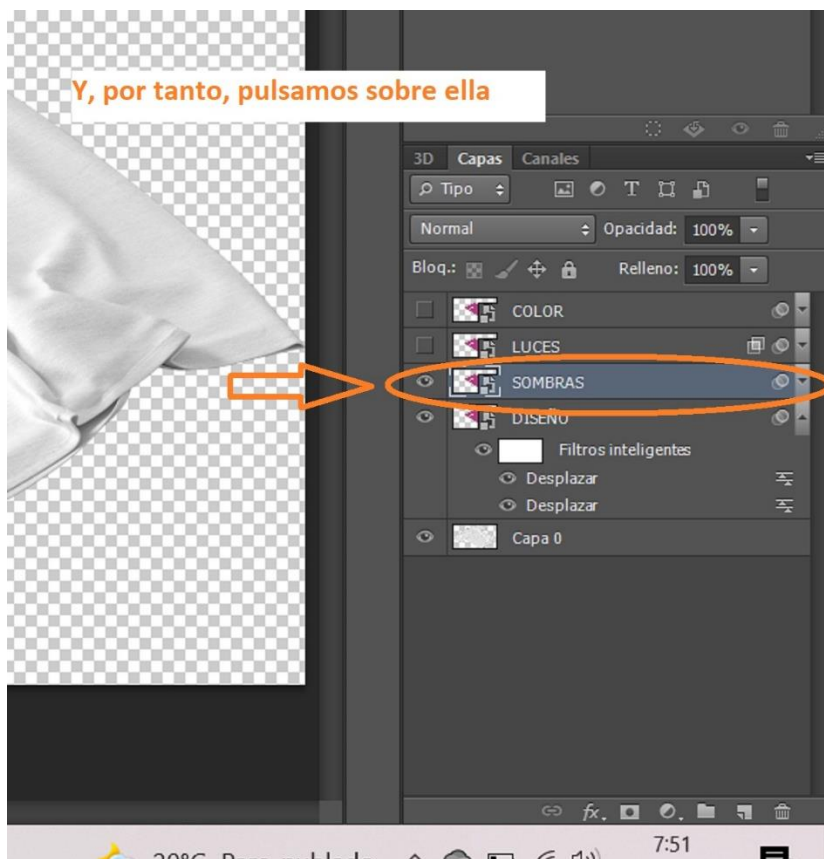 Y, por tanto, pulsamos sobre ella
3D Capas Canales
Tipo
Normal Opacidad: 100%
Bloq.: Relleno: 100%
COLOR
LUCES
SOMBRAS
DISEÑO
Filtros inteligentes
Desplazar
Desplazar
Capa 0
fx.
7:51